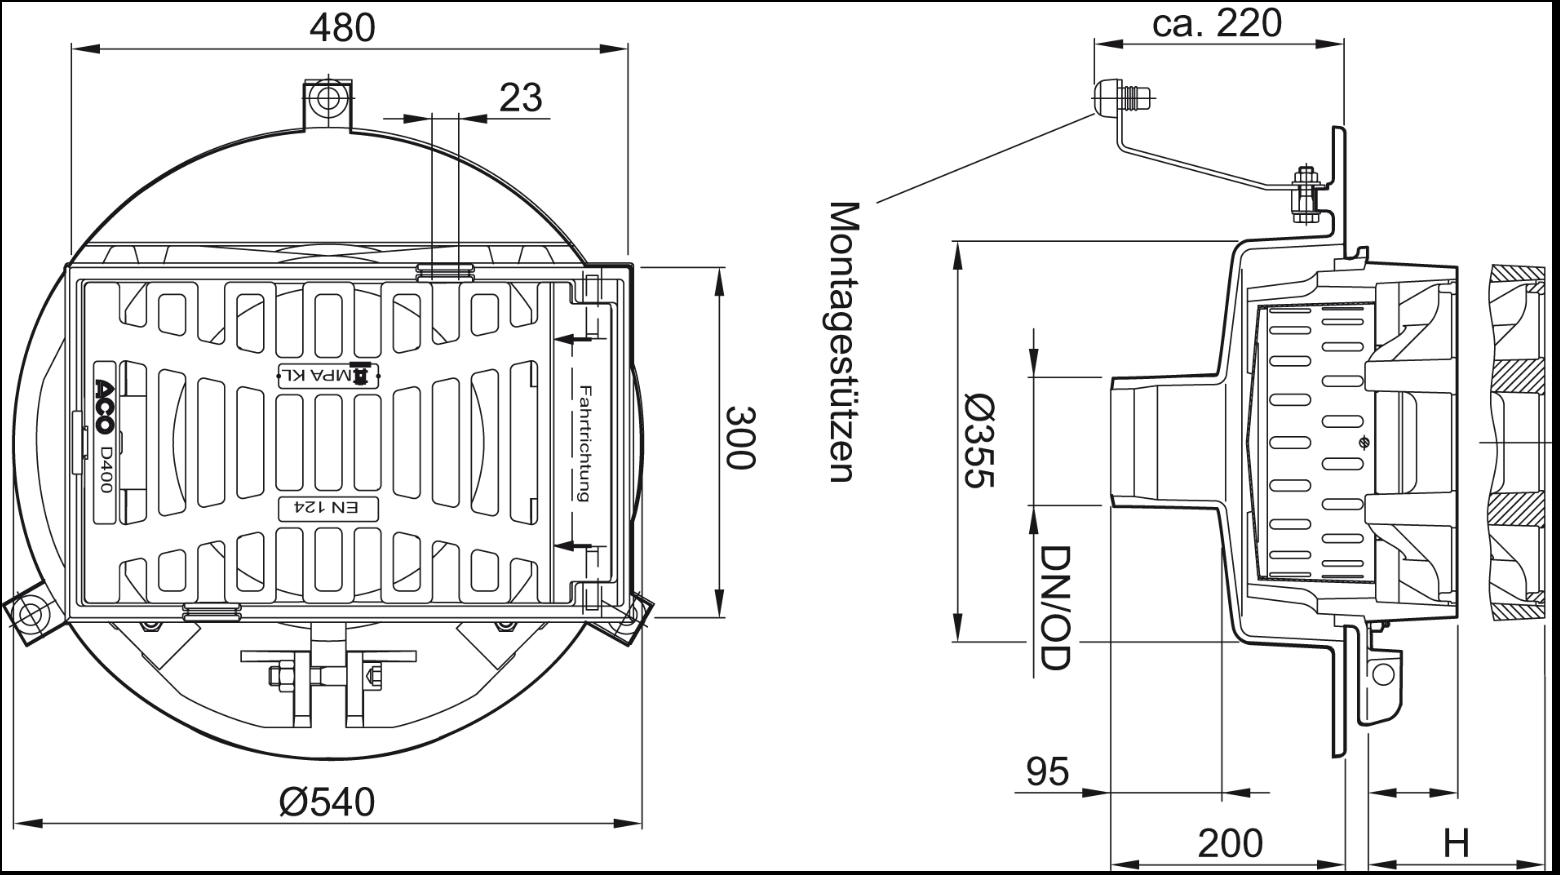 480
23
MPA KL
ACO
D400
Fahrtrichtung
EN 124
300
Ø540
ca. 220
Montagestützen
Ø355
DN/OD
95
200
H